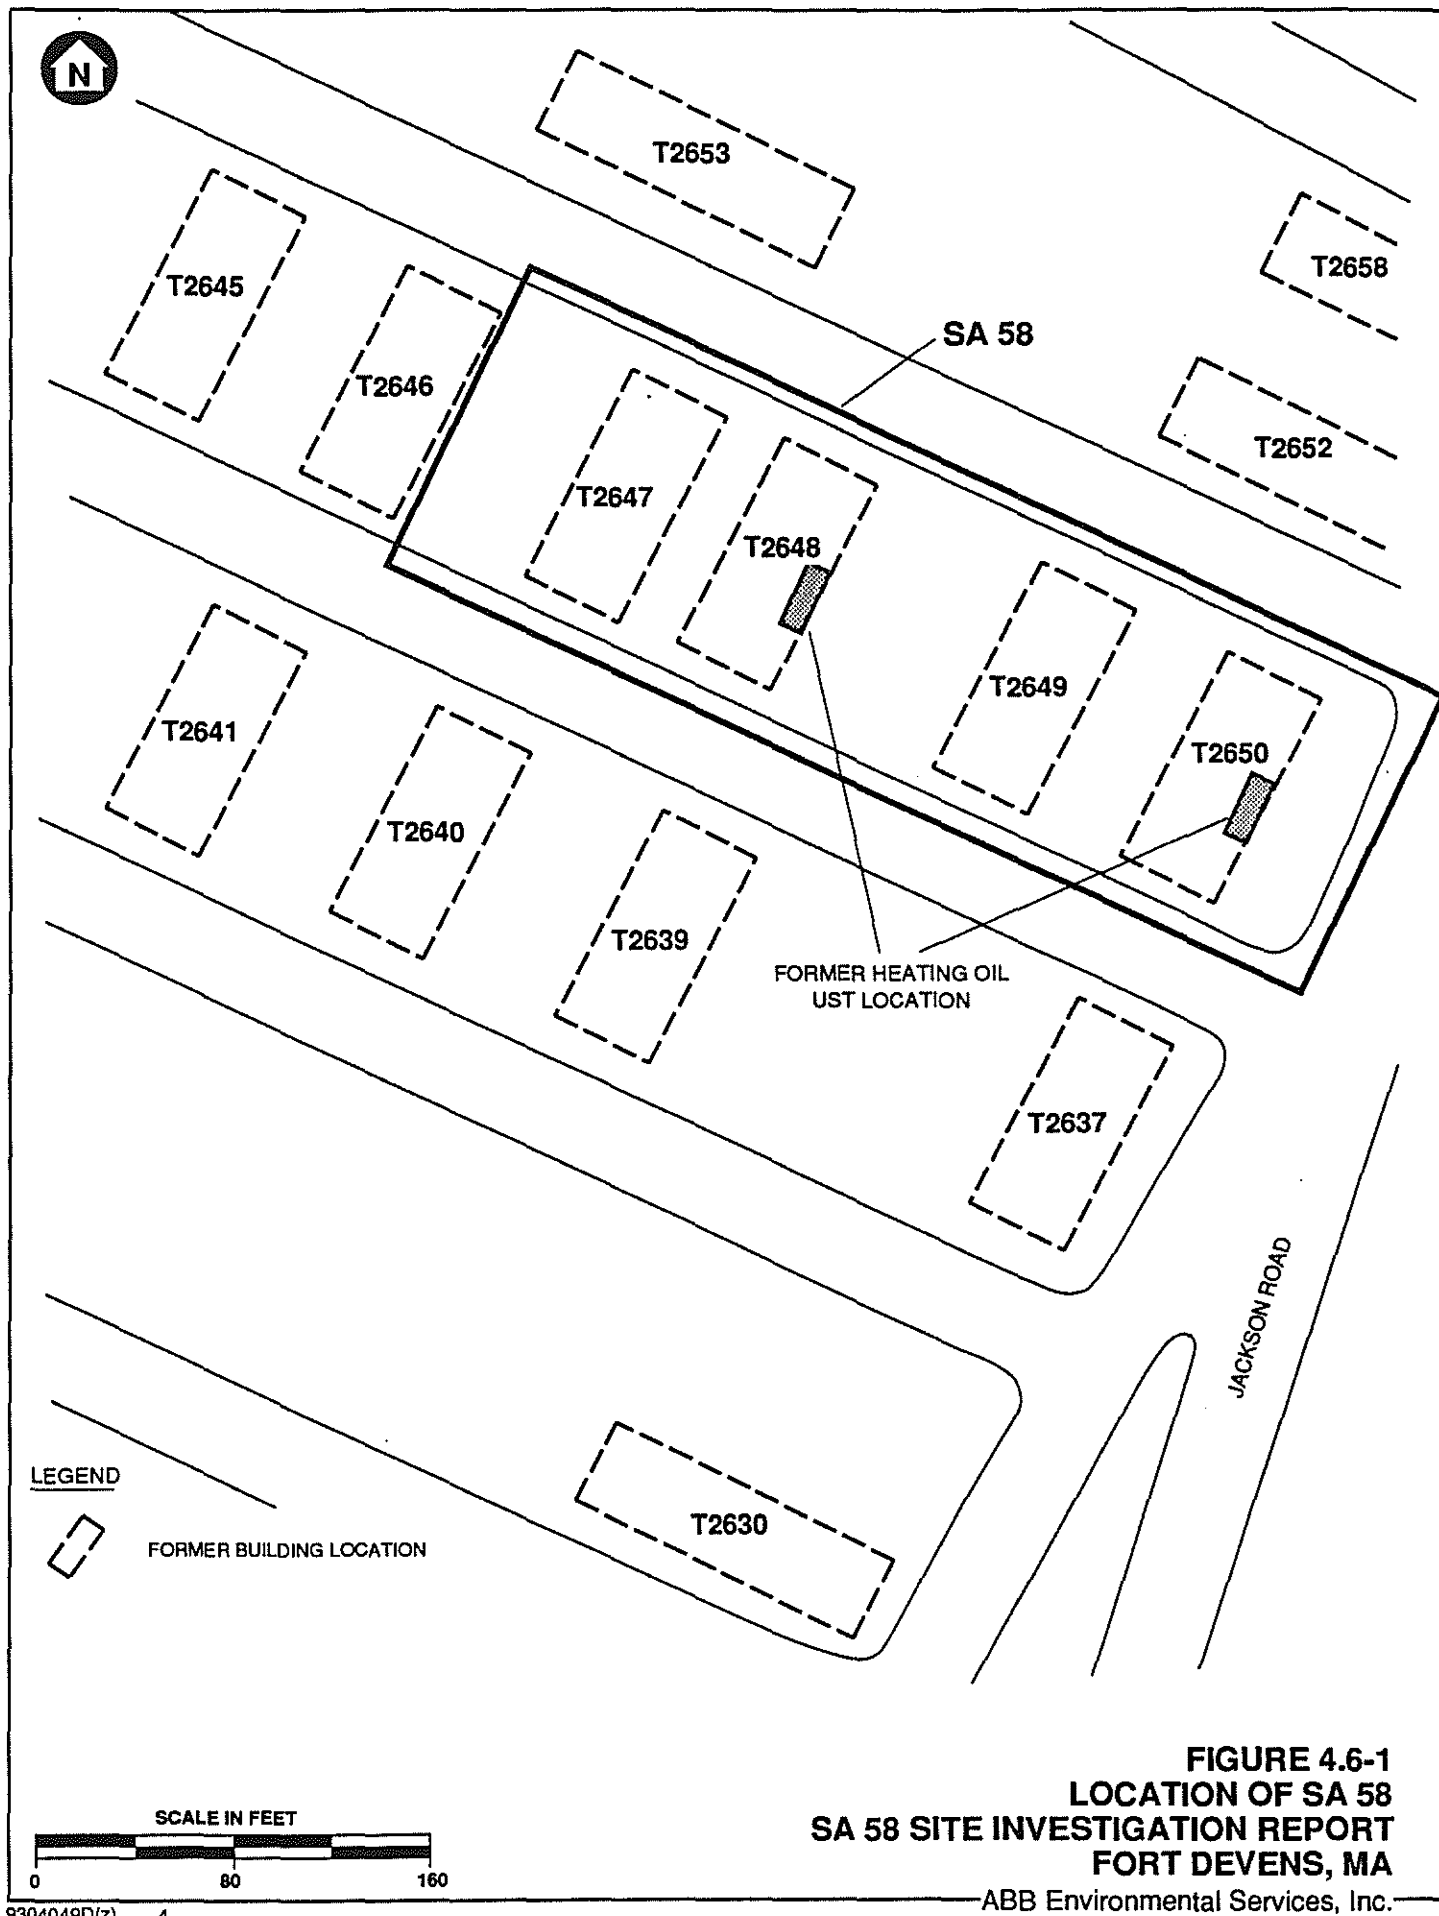 N
T2653
T2658
T2645
SA 58
T2646
T2652
T2647
T2648
T2649
T2641
T2650
T2640
T2639
FORMER HEATING OIL
UST LOCATION
T2637
JACKSON ROAD
LEGEND
FORMER BUILDING LOCATION
T2630
SCALE IN FEET
0 80 160
FIGURE 4.6-1
LOCATION OF SA 58
SA 58 SITE INVESTIGATION REPORT
FORT DEVENS, MA
ABB Environmental Services, Inc.
9304049D(z) 4